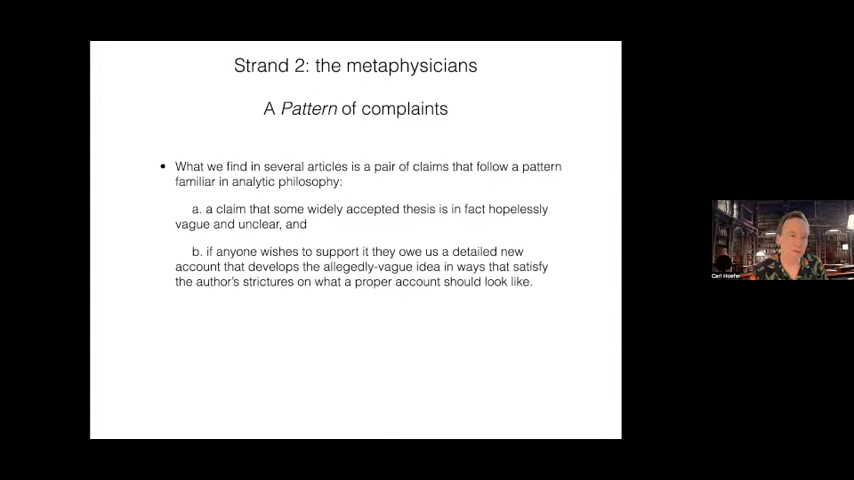 Strand 2: the metaphysicians
A Pattern of complaints
• What we find in several articles is a pair of claims that follow a pattern
familiar in analytic philosophy:
a. a claim that some widely accepted thesis is in fact hopelessly
vague and unclear, and
b. if anyone wishes to support it they owe us a detailed new
account that develops the allegedly-vague idea in ways that satisfy
the author's strictures on what a proper account should look like.
Carl Hoefer